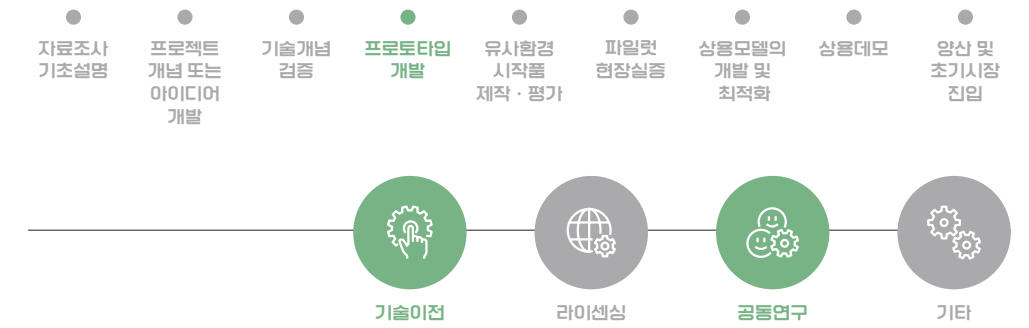 자료조사
기초설명
프로젝트
개념 또는
아이디어
개발
기술개념
검증
프로토타입
개발
유사환경
시작품
제작 · 평가
파일럿
현장실증
상용모델의
개발 및
최적화
상용데모
양산 및
초기시장
진입
기술이전
라이센싱
공동연구
기타